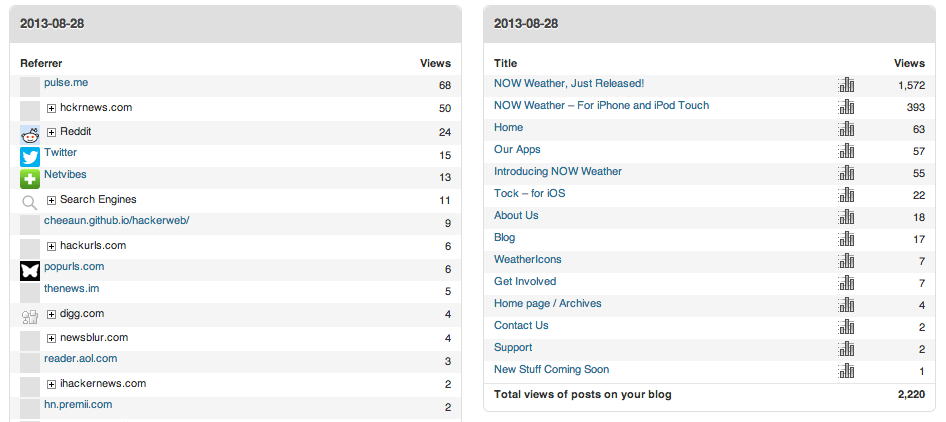 2013-08-28
Referrer Views
pulse.me 68
hckrnews.com 50
Reddit 24
Twitter 15
Netvibes 13
Search Engines 11
cheeaun.github.io/hackerweb/ 9
hackurls.com 6
popurls.com 6
thenews.im 5
digg.com 4
newsblur.com 4
reader.aol.com 3
ihackernews.com 2
hn.premii.com 2
2013-08-28
Title Views
NOW Weather, Just Released! 1,572
NOW Weather – For iPhone and iPod Touch 393
Home 63
Our Apps 57
Introducing NOW Weather 55
Tock – for iOS 22
About Us 18
Blog 17
WeatherIcons 7
Get Involved 7
Home page / Archives 4
Contact Us 2
Support 2
New Stuff Coming Soon 1
Total views of posts on your blog 2,220